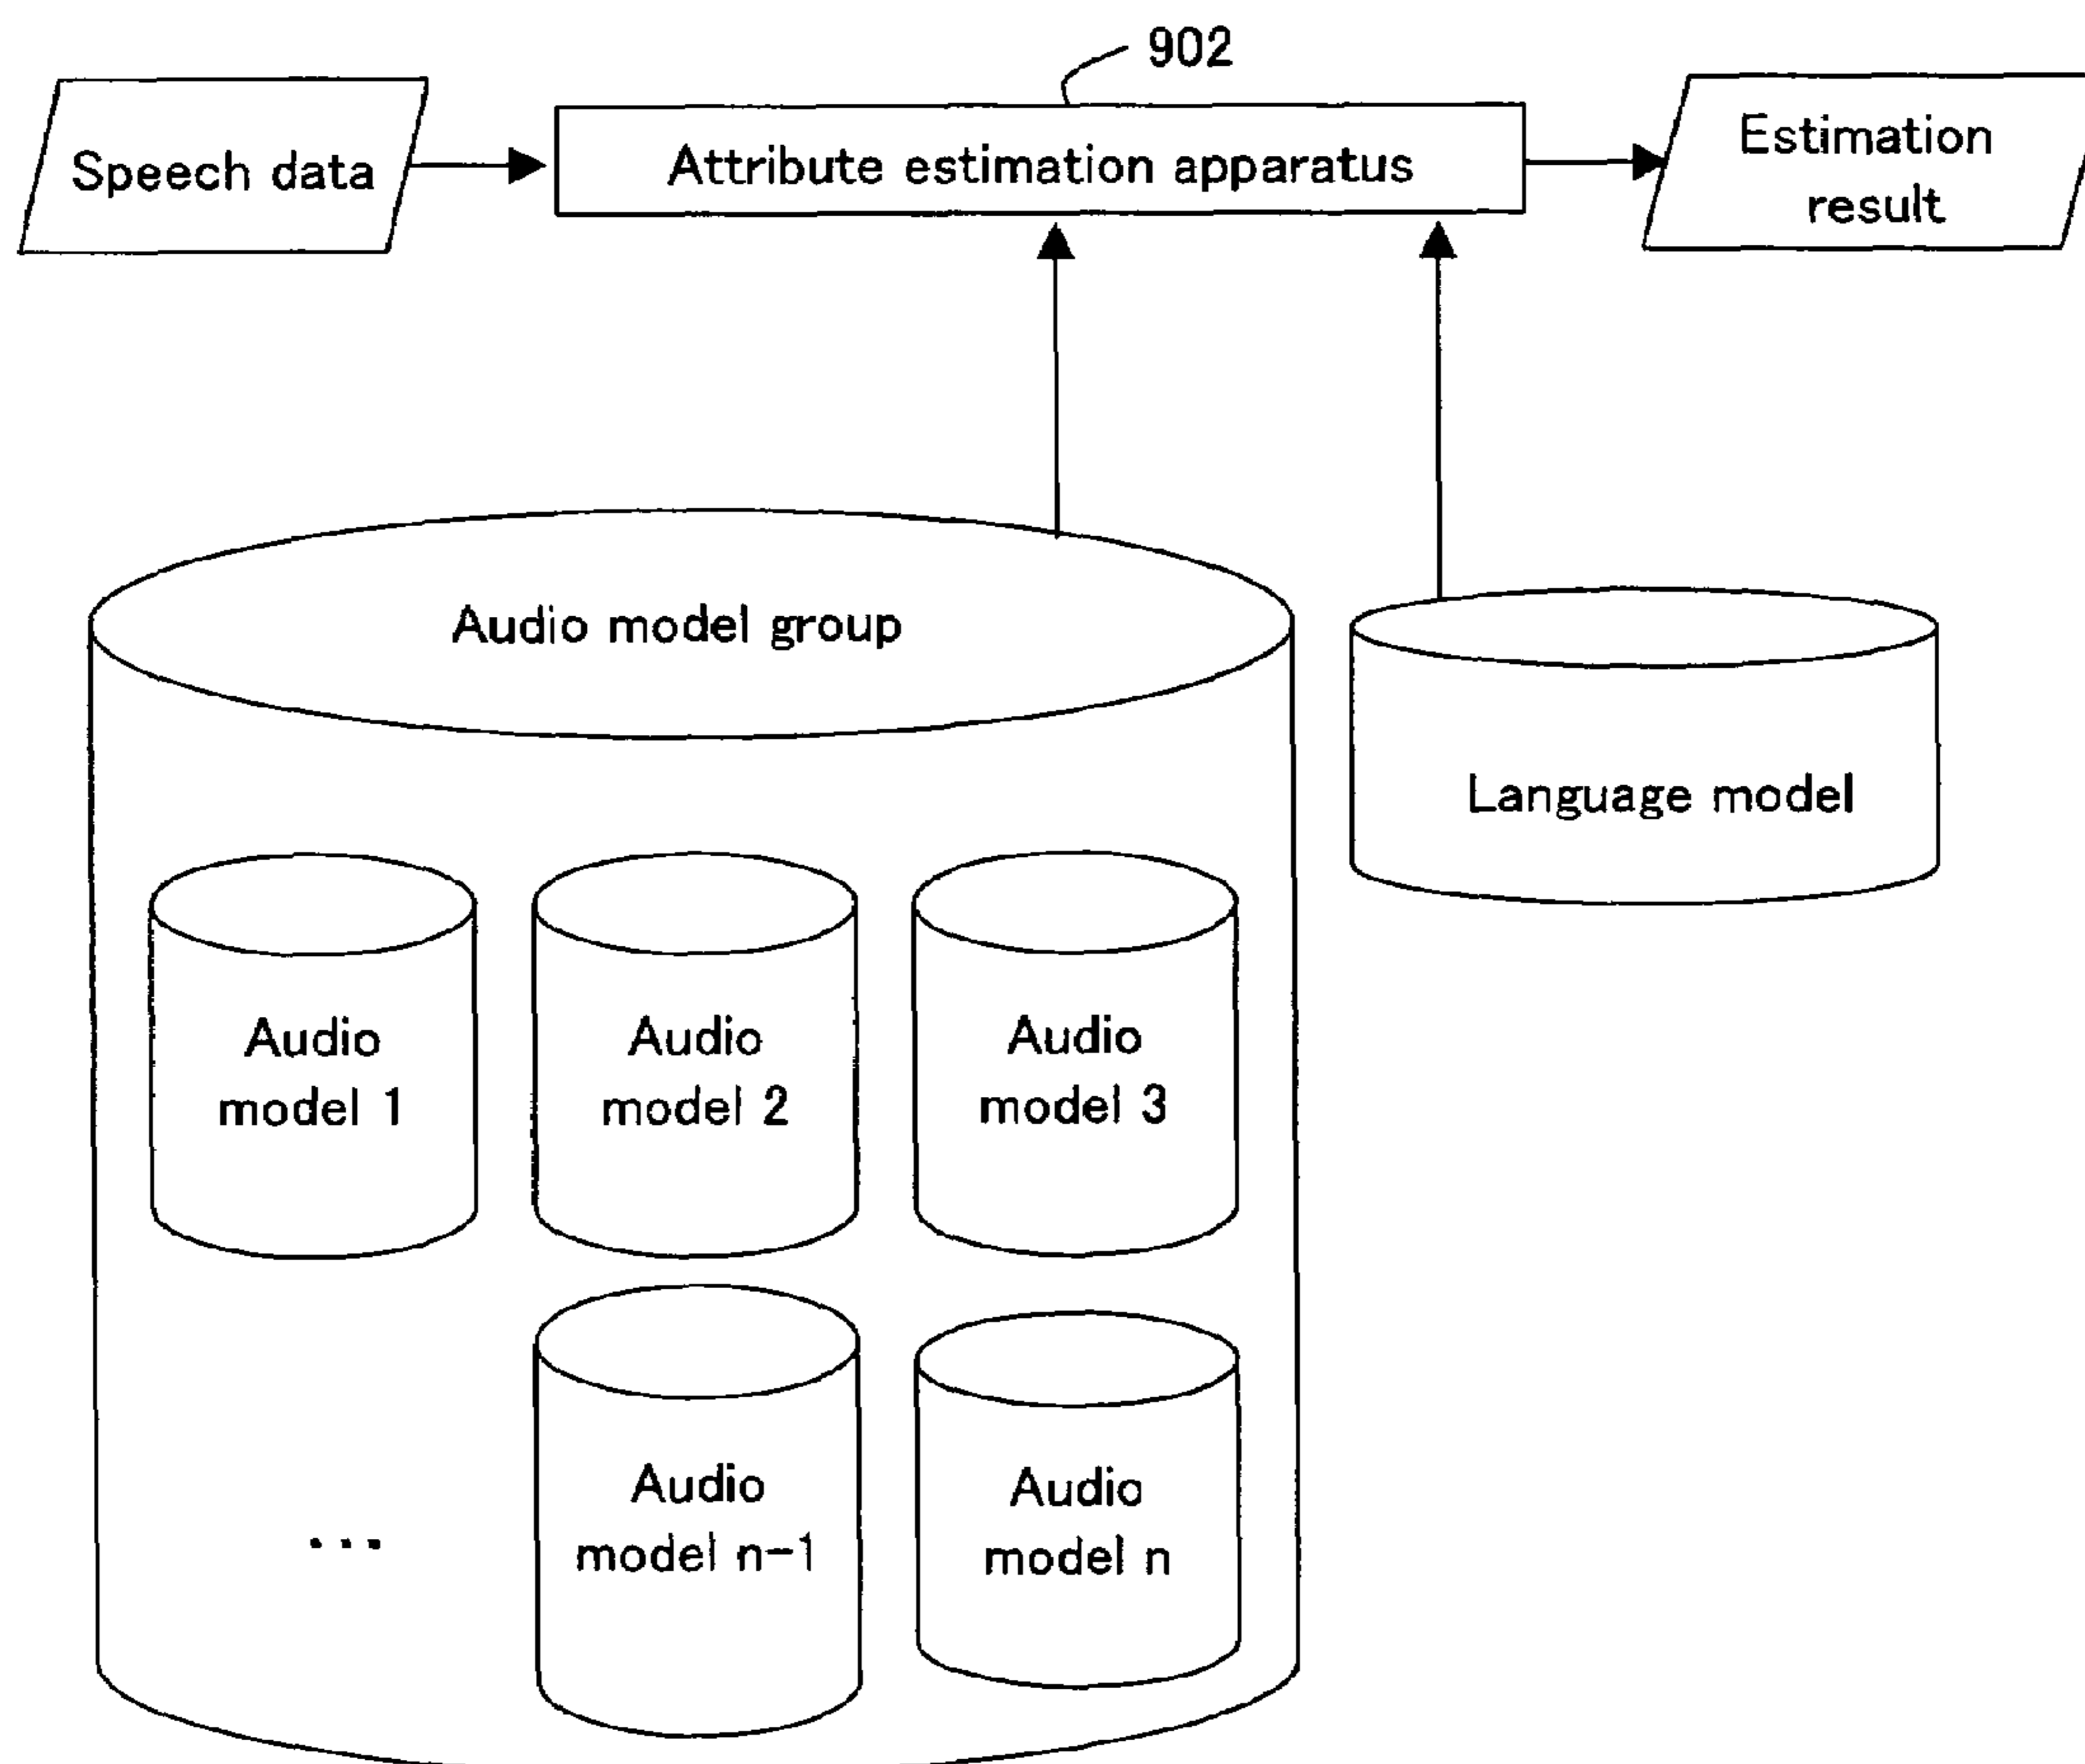 902
Speech data
Attribute estimation apparatus
Estimation
result
Audio model group
Language model
Audio
model 1
Audio
model 2
Audio
model 3
...
Audio
model n-1
Audio
model n